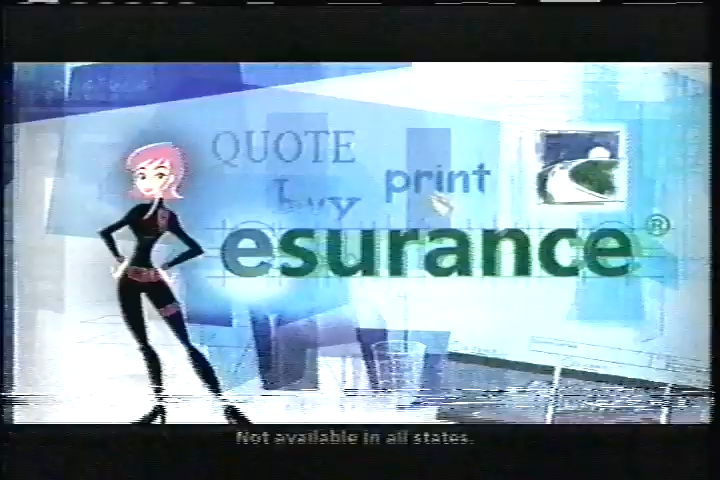 QUOTE
buy
print
esurance®
Not available in all states.